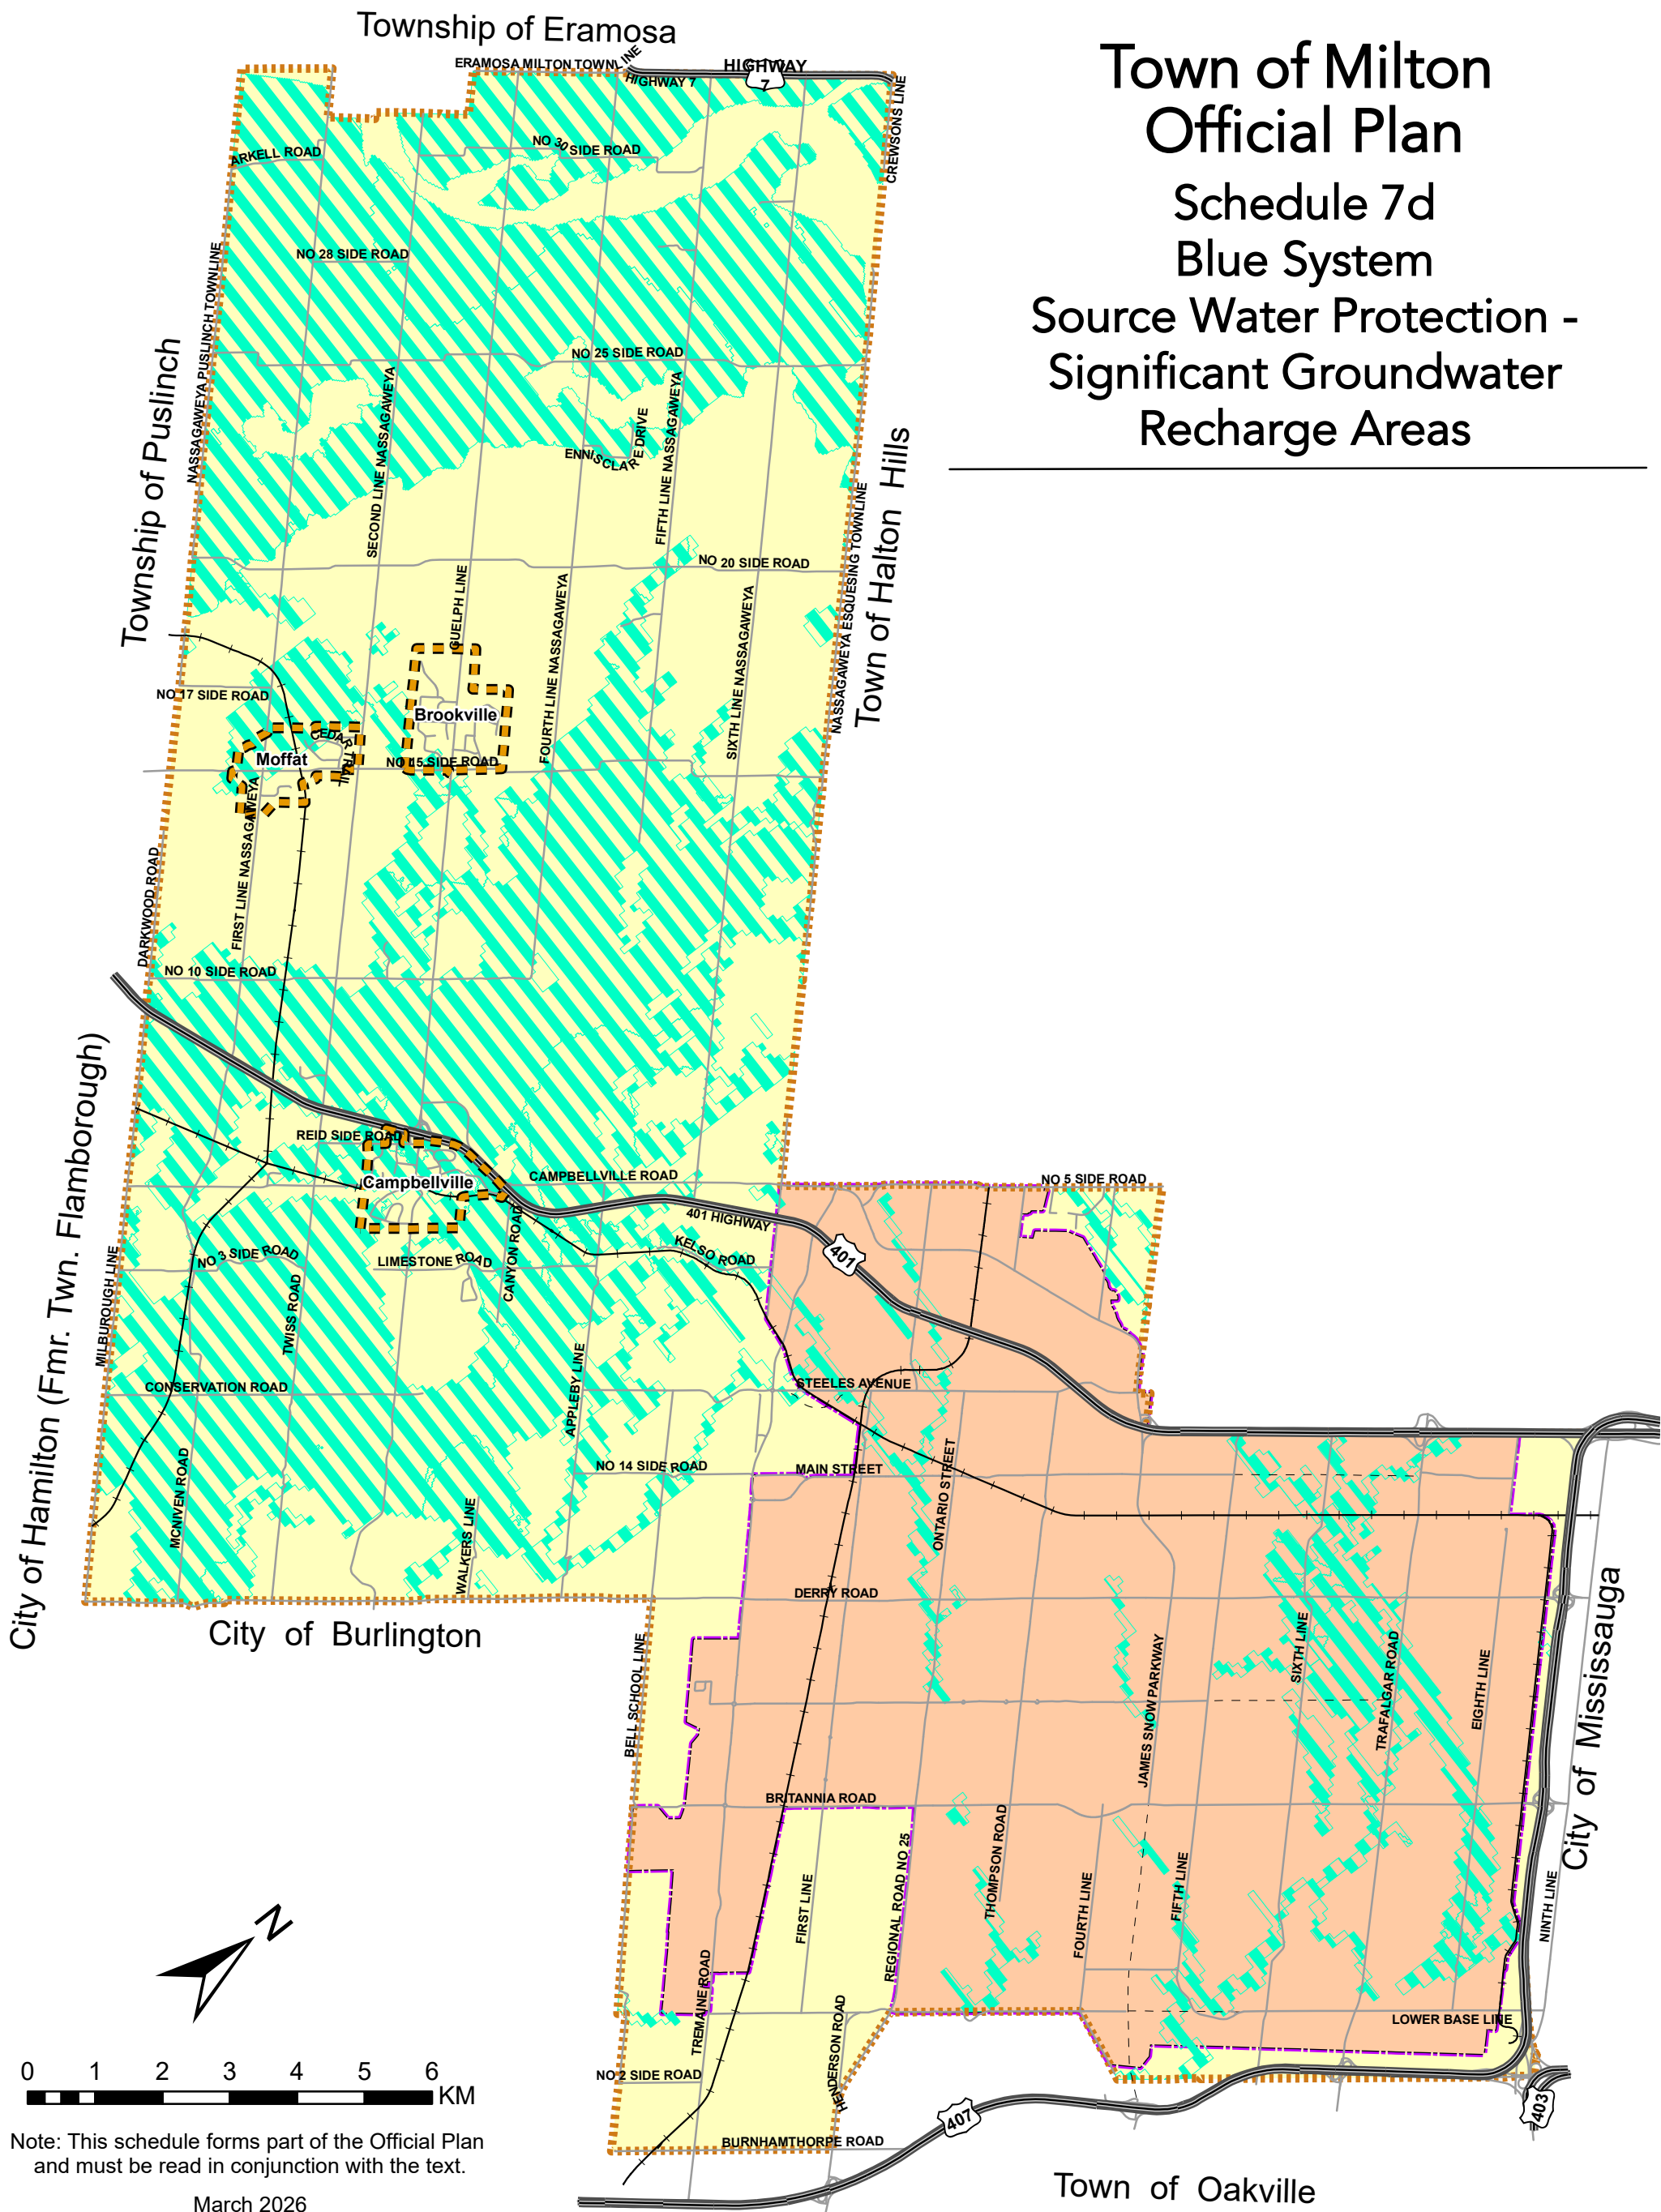 Township of Eramosa
Town of Milton
Official Plan
Schedule 7d
Blue System
Source Water Protection -
Significant Groundwater
Recharge Areas
ERAMOSA MILTON TOWNLINE
HIGHWAY
7
HIGHWAY 7
CREWSONS LINE
ARKELL ROAD
NO 30 SIDE ROAD
NO 28 SIDE ROAD
NASSAGAWEYA PUSLINCH TOWNLINE
Township of Puslinch
NO 25 SIDE ROAD
SECOND LINE NASSAGAWEYA
ENNISCLARE DRIVE
FIFTH LINE NASSAGAWEYA
Town of Halton Hills
NASSAGAWEYA ESQUESING TOWNLINE
NO 20 SIDE ROAD
GUELPH LINE
FOURTH LINE NASSAGAWEYA
SIXTH LINE NASSAGAWEYA
NO 17 SIDE ROAD
Brookville
CEDAR TRAIL
Moffat
NO 15 SIDE ROAD
FIRST LINE NASSAGAWEYA
DARKWOOD ROAD
NO 10 SIDE ROAD
City of Hamilton (Fmr. Twn. Flamborough)
REID SIDE ROAD
Campbellville
CAMPBELLVILLE ROAD
NO 5 SIDE ROAD
401 HIGHWAY
401
KELSO ROAD
NO 3 SIDE ROAD
LIMESTONE ROAD
CANYON ROAD
MILBUROUGH LINE
TWISS ROAD
APPLEBY LINE
CONSERVATION ROAD
STEELES AVENUE
MCNIVEN ROAD
NO 14 SIDE ROAD
MAIN STREET
ONTARIO STREET
WALKERS LINE
DERRY ROAD
City of Burlington
BELL SCHOOL LINE
JAMES SNOW PARKWAY
SIXTH LINE
TRAFALGAR ROAD
EIGHTH LINE
City of Mississauga
BRITANNIA ROAD
FIRST LINE
REGIONAL ROAD NO 25
THOMPSON ROAD
FOURTH LINE
FIFTH LINE
NINTH LINE
N
TREMAINE ROAD
HENDERSON ROAD
LOWER BASE LINE
NO 2 SIDE ROAD
407
403
BURNHAMTHORPE ROAD
Town of Oakville
0 1 2 3 4 5 6
KM
Note: This schedule forms part of the Official Plan
and must be read in conjunction with the text.
March 2026